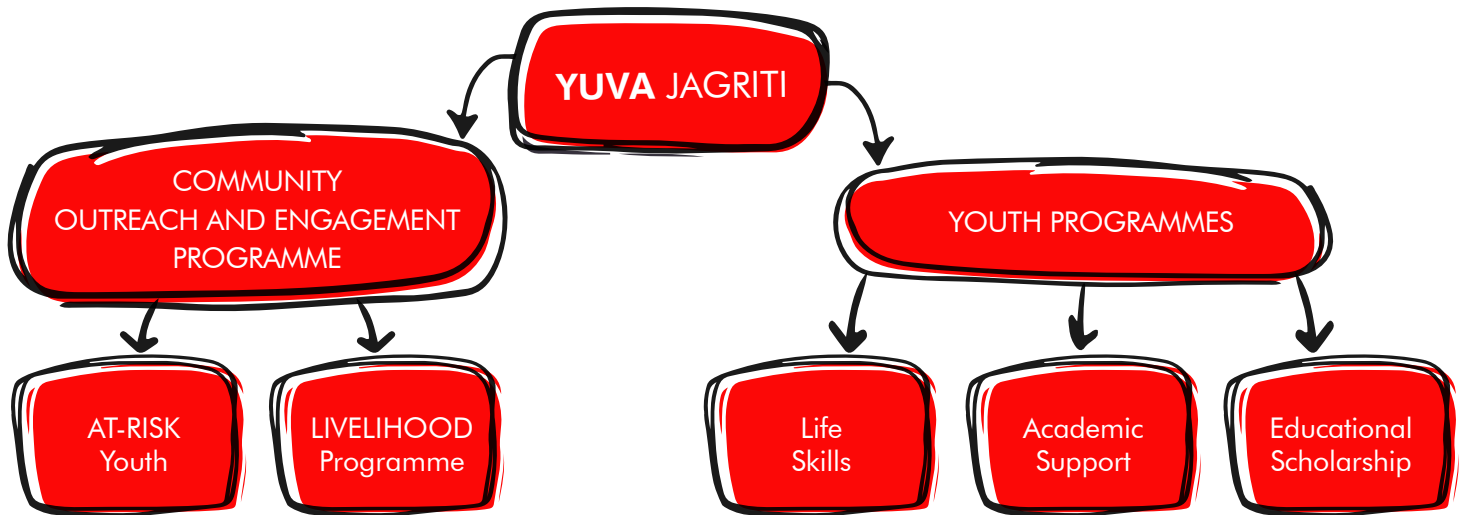 YUVA JAGRITI
COMMUNITY
OUTREACH AND ENGAGEMENT
PROGRAMME
YOUTH PROGRAMMES
AT-RISK
Youth
LIVELIHOOD
Programme
Life
Skills
Academic
Support
Educational
Scholarship